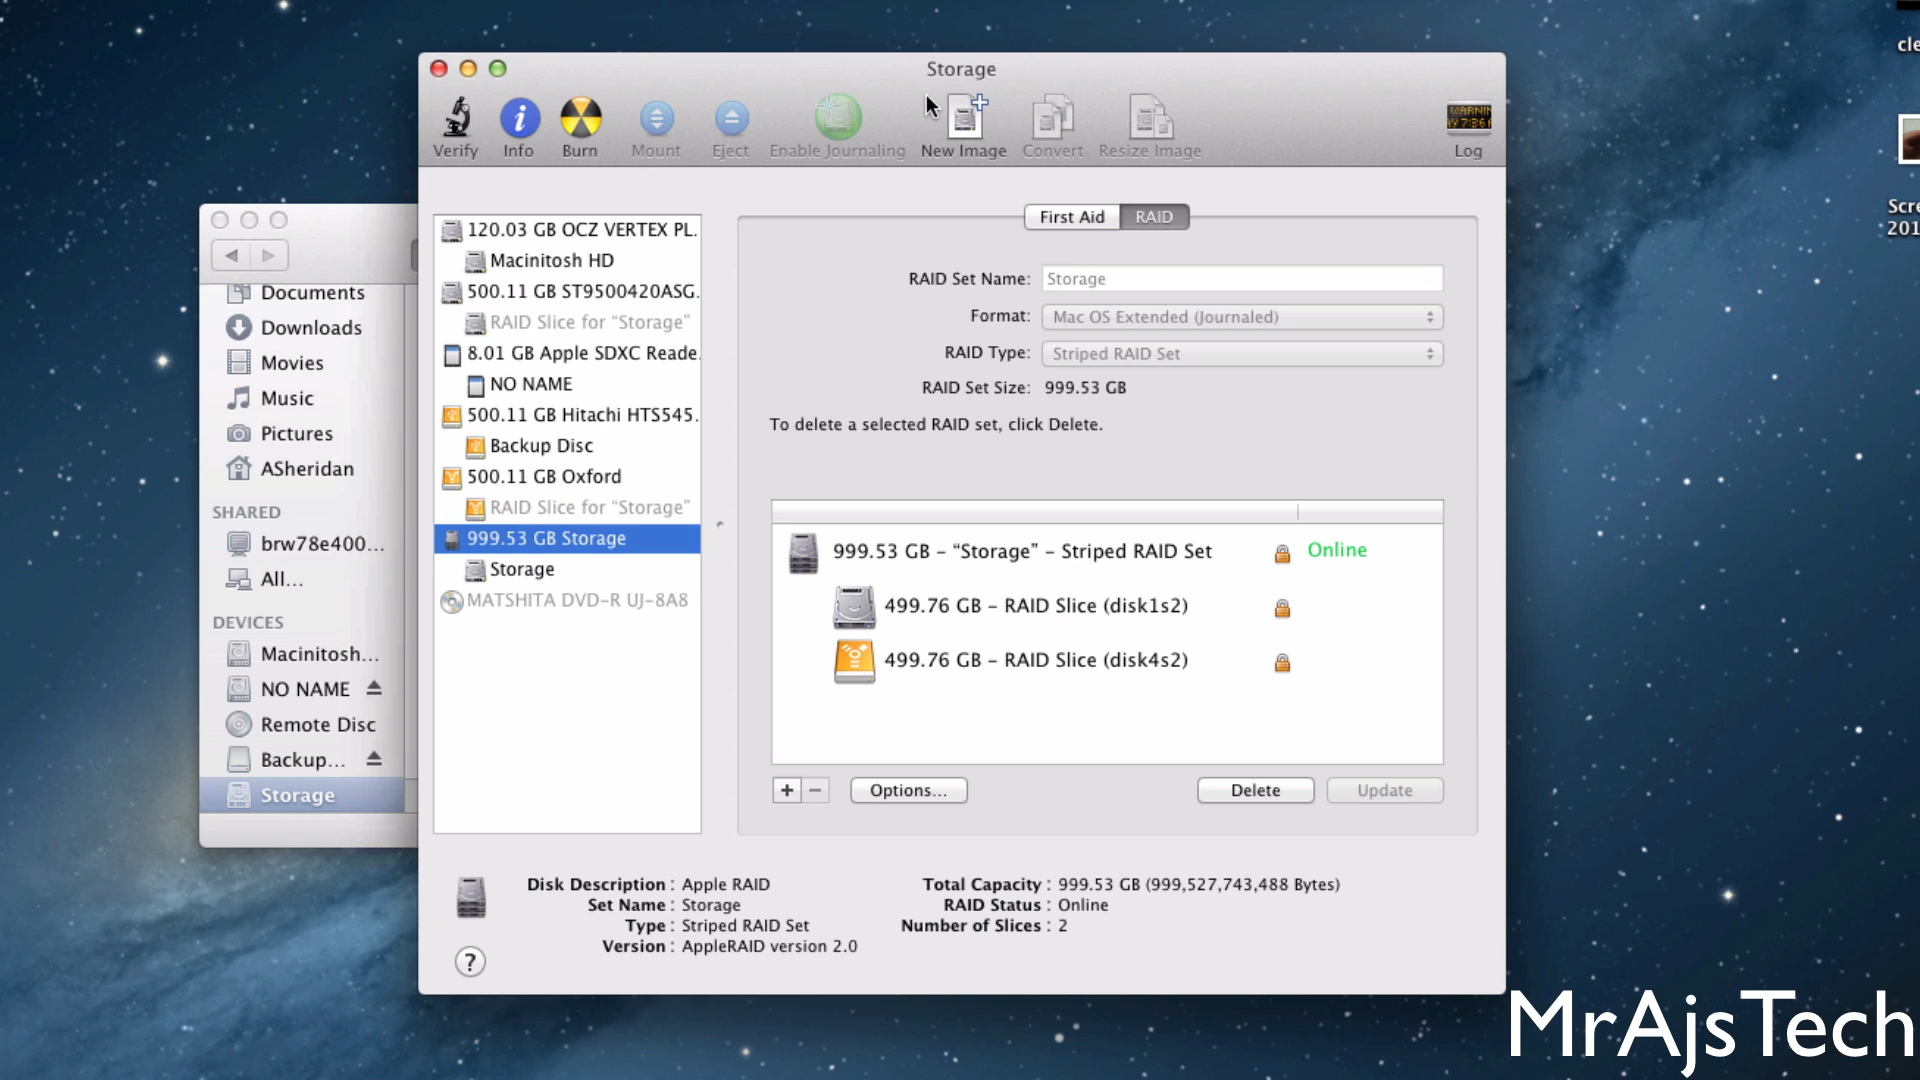 Storage
Verify Info Burn Mount Eject Enable Journaling New Image Convert Resize Image Log
Documents
Downloads
Movies
Music
Pictures
ASheridan
SHARED
brw78e400...
All...
DEVICES
Macintosh...
NO NAME
Remote Disc
Backup...
Storage
120.03 GB OCZ VERTEX PL.
Macinitosh HD
500.11 GB ST9500420ASG.
RAID Slice for “Storage”
8.01 GB Apple SDXC Reade.
NO NAME
500.11 GB Hitachi HTS545.
Backup Disc
500.11 GB Oxford
RAID Slice for “Storage”
999.53 GB Storage
Storage
MATSHITA DVD-R UJ-8A8
First Aid RAID
RAID Set Name: Storage
Format: Mac OS Extended (Journaled)
RAID Type: Striped RAID Set
RAID Set Size: 999.53 GB
To delete a selected RAID set, click Delete.
999.53 GB – “Storage” – Striped RAID Set Online
499.76 GB – RAID Slice (disk1s2)
499.76 GB – RAID Slice (disk4s2)
+ − Options... Delete Update
Disk Description : Apple RAID
Set Name : Storage
Type : Striped RAID Set
Version : AppleRAID version 2.0
Total Capacity : 999.53 GB (999,527,743,488 Bytes)
RAID Status : Online
Number of Slices : 2
?
cle
Scre
201
MrAjsTech